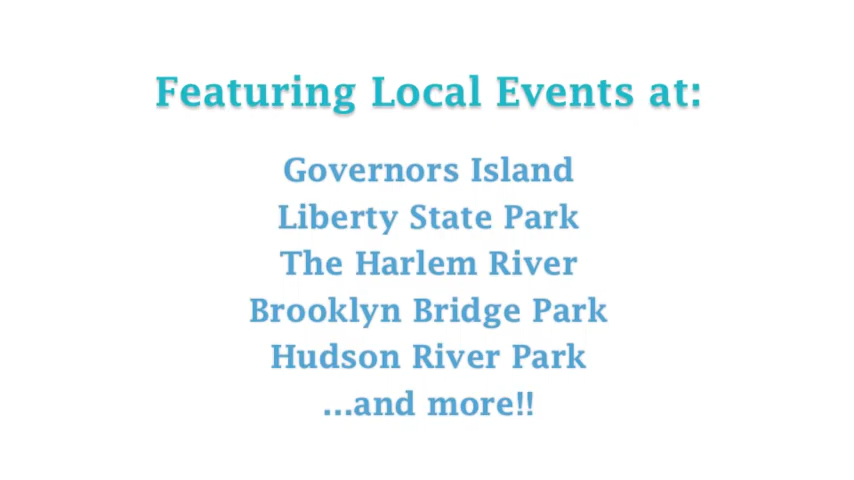 Featuring Local Events at:
Governors Island
Liberty State Park
The Harlem River
Brooklyn Bridge Park
Hudson River Park
...and more!!